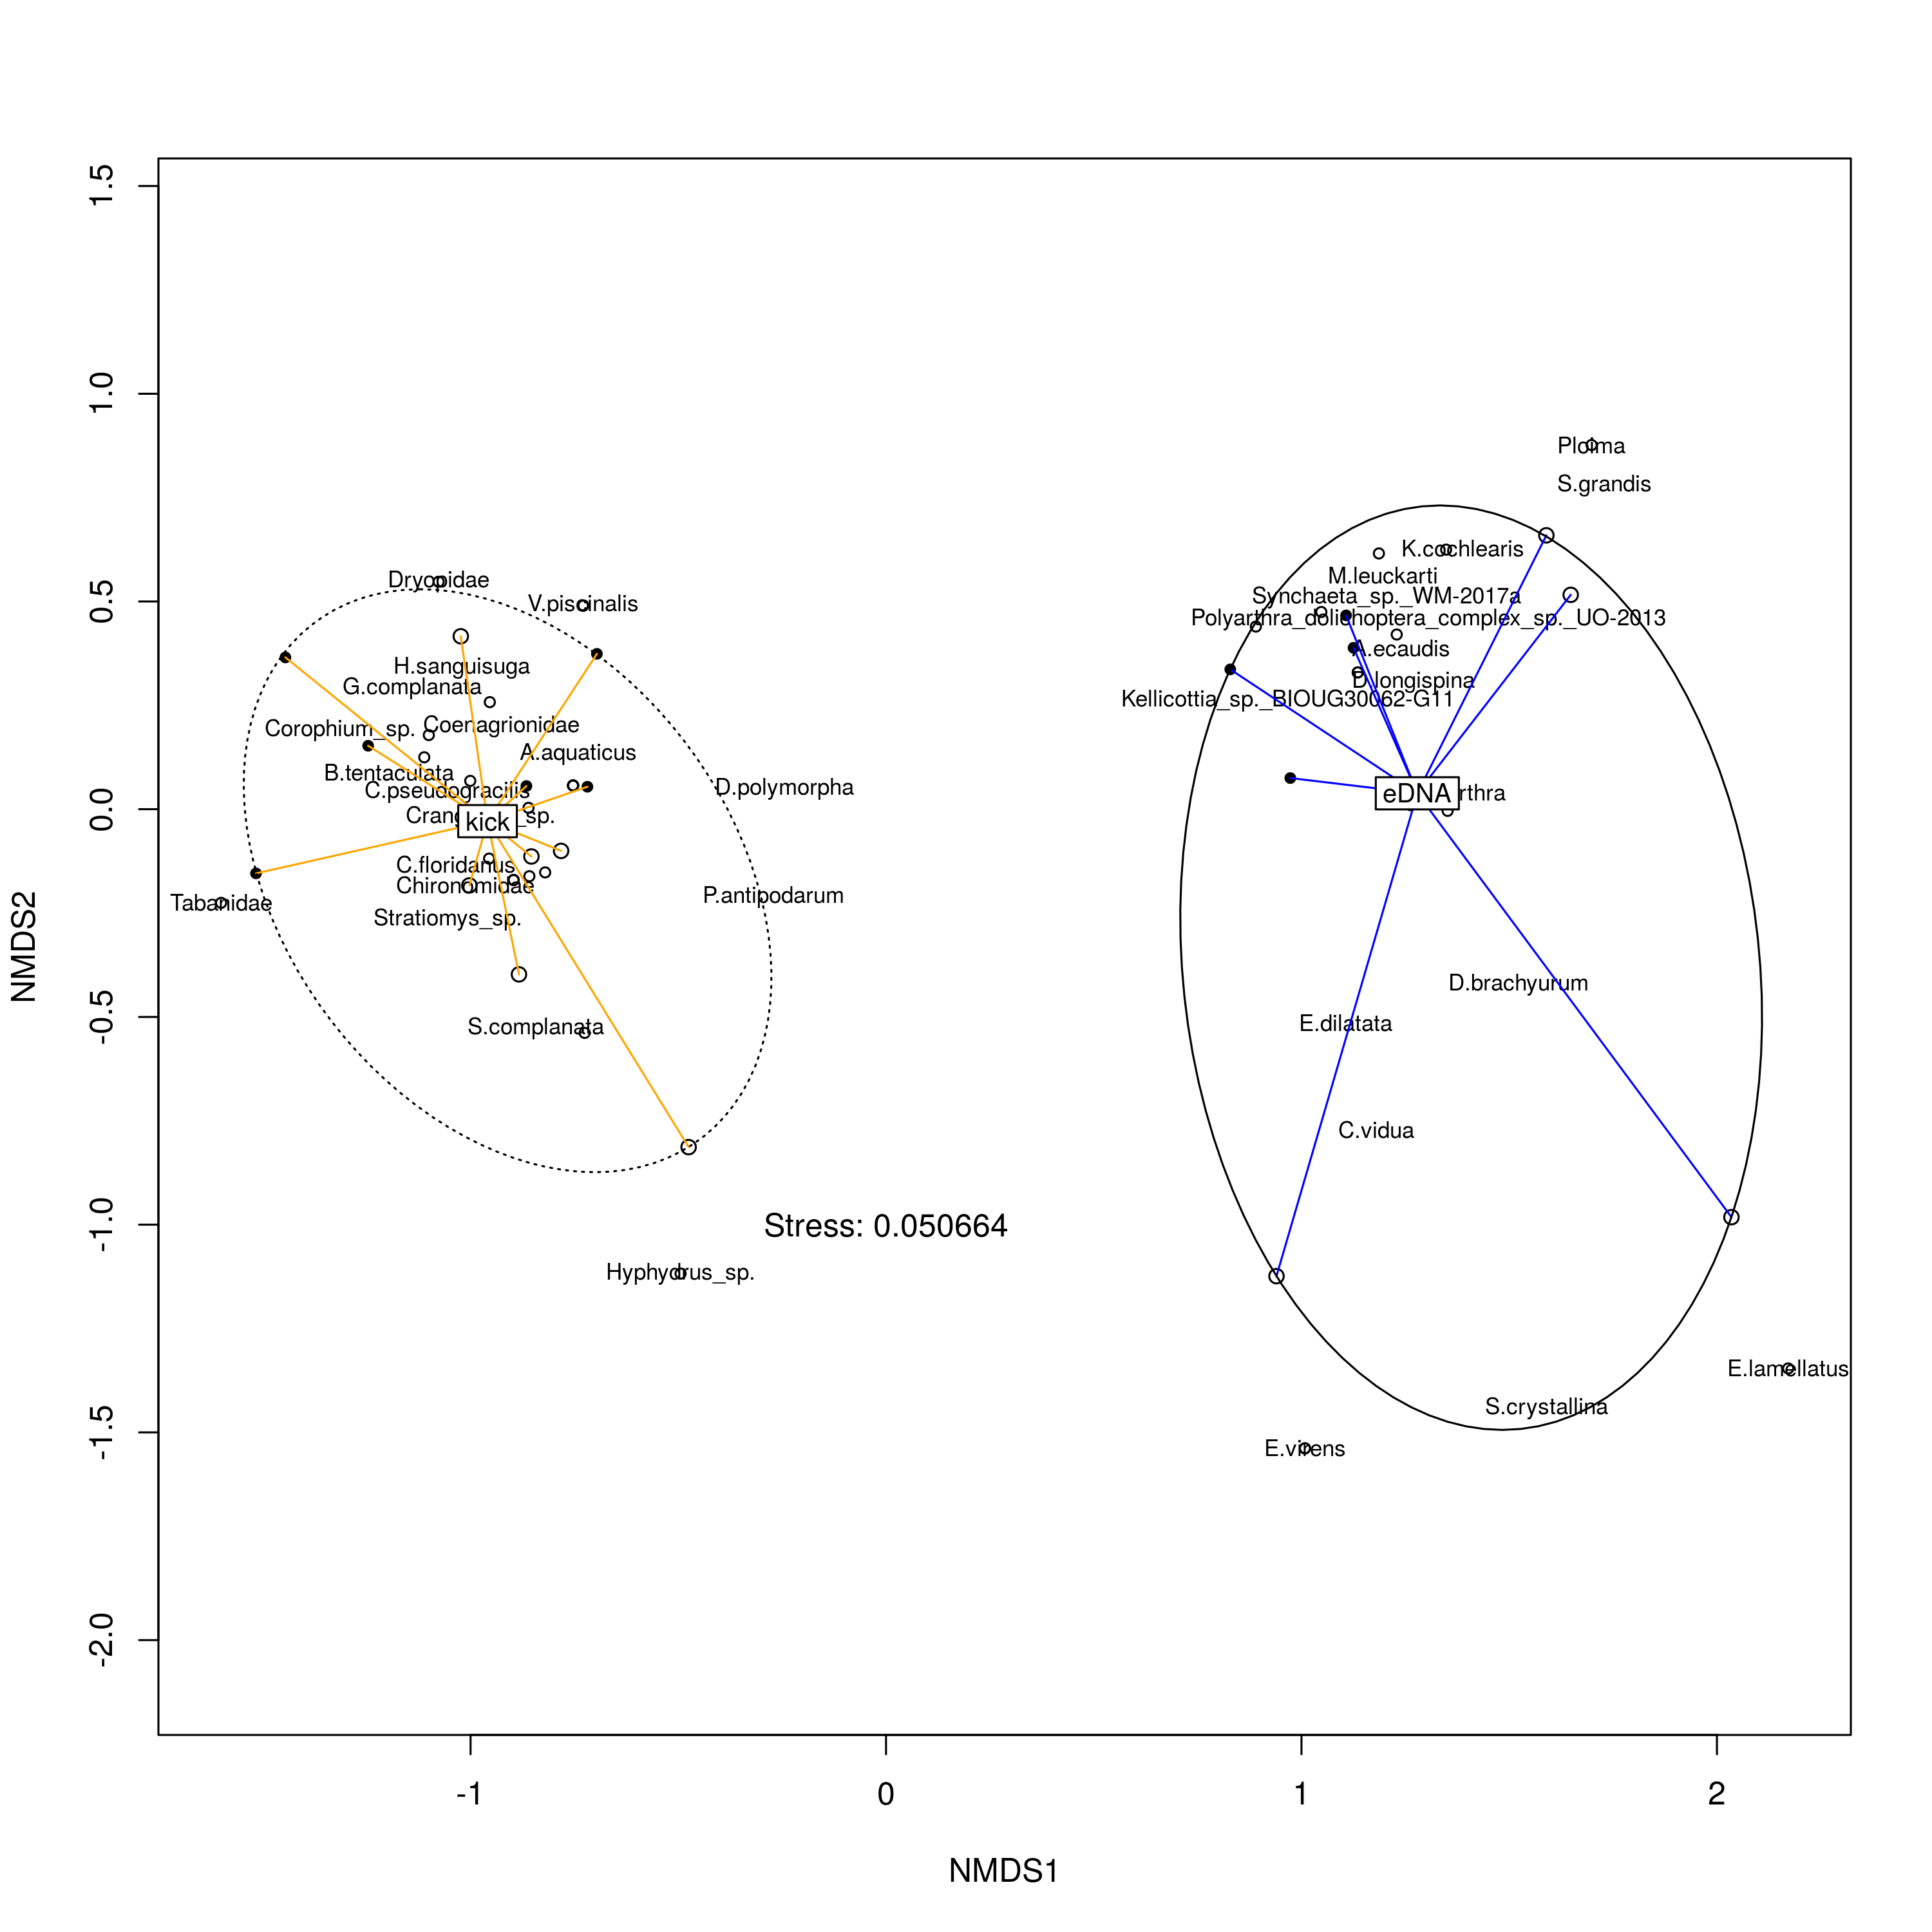 1.5
1.0
0.5
0.0
-0.5
-1.0
-1.5
-2.0
NMDS2
Ploima
S.grandis
K.cochlearis
M.leuckarti
Synchaeta_sp._WM-2017a
Polyarthra_dolichoptera_complex_sp._UO-2013
A.ecaudis
D.longispina
Kellicottia_sp._BIOUG30062-G11
eDNA
rthra
D.brachyurum
E.dilatata
C.vidua
E.lamellatus
S.crystallina
E.virens
Dryopidae
V.piscinalis
H.sanguisuga
G.complanata
Coenagrionidae
Corophium_sp.
A.aquaticus
B.tentaculata
C.pseudogracilis
D.polymorpha
kick
C.floridanus
Chironomidae
P.antipodarum
Tabanidae
Stratiomys_sp.
S.complanata
Stress: 0.050664
Hyphydrus_sp.
-1 0 1 2
NMDS1